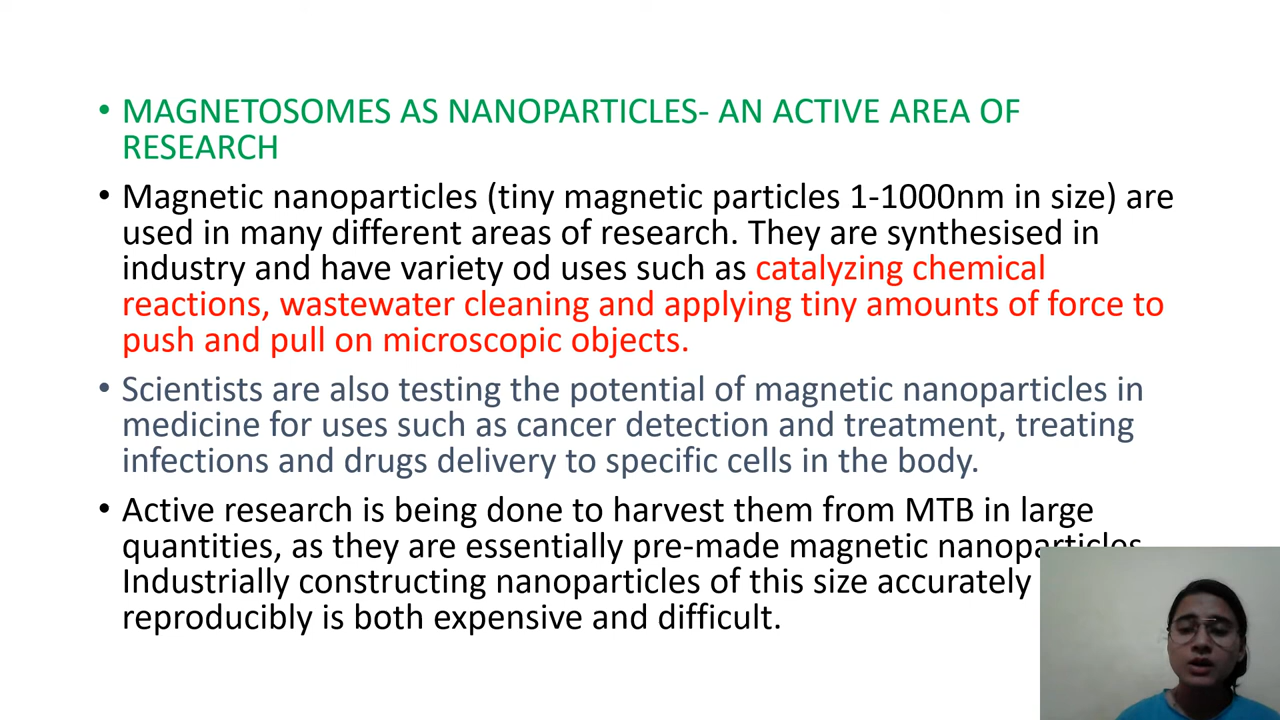 • MAGNETOSOMES AS NANOPARTICLES- AN ACTIVE AREA OF
RESEARCH
• Magnetic nanoparticles (tiny magnetic particles 1-1000nm in size) are
used in many different areas of research. They are synthesised in
industry and have variety od uses such as catalyzing chemical
reactions, wastewater cleaning and applying tiny amounts of force to
push and pull on microscopic objects.
• Scientists are also testing the potential of magnetic nanoparticles in
medicine for uses such as cancer detection and treatment, treating
infections and drugs delivery to specific cells in the body.
• Active research is being done to harvest them from MTB in large
quantities, as they are essentially pre-made magnetic nanoparticles
Industrially constructing nanoparticles of this size accurately
reproducibly is both expensive and difficult.